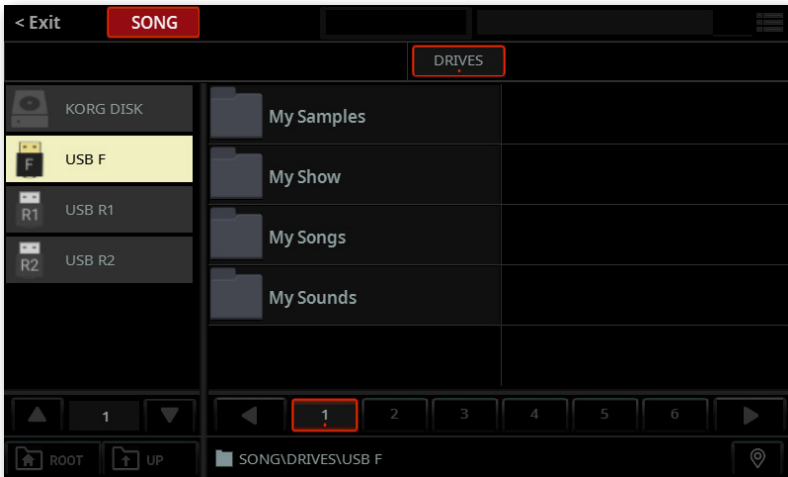 < Exit SONG
DRIVES
KORG DISK
F USB F
R1 USB R1
R2 USB R2
My Samples
My Show
My Songs
My Sounds
1
1 2 3 4 5 6
ROOT UP
SONG\DRIVES\USB F